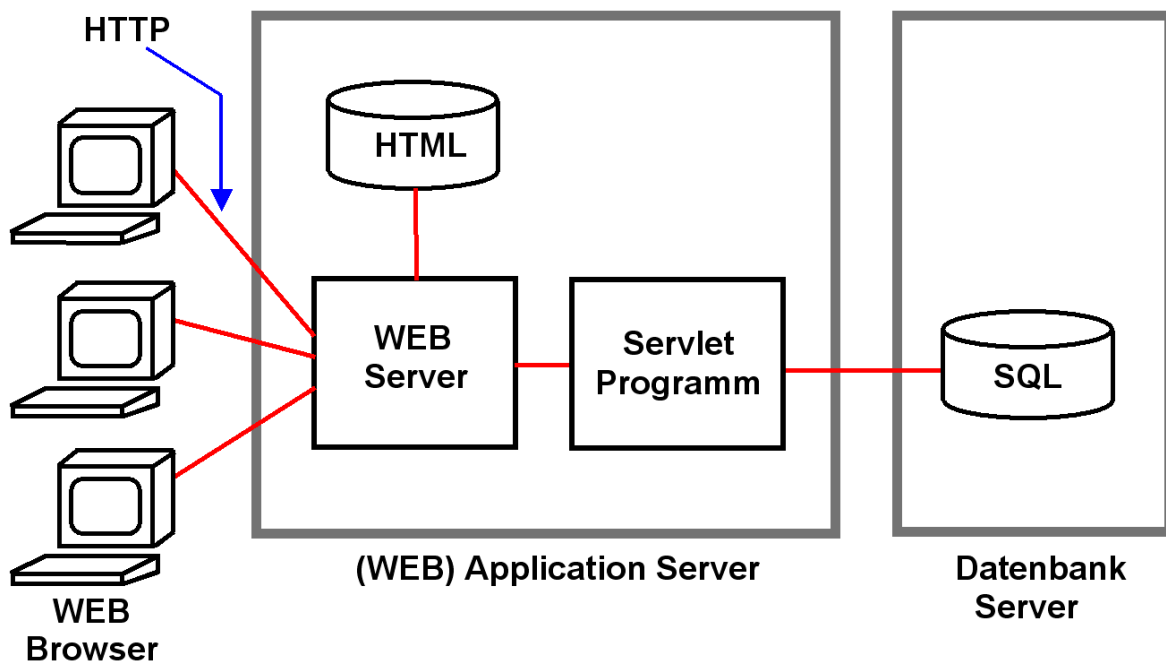 HTTP
HTML
WEB
Server
Servlet
Programm
SQL
(WEB) Application Server
Datenbank
Server
WEB
Browser